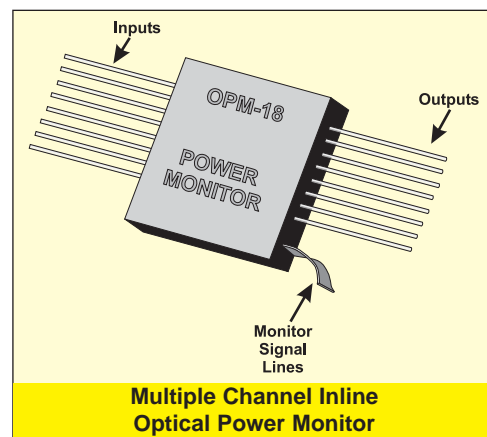 Inputs
OPM-18
Outputs
POWER
MONITOR
Monitor
Signal
Lines
Multiple Channel Inline
Optical Power Monitor